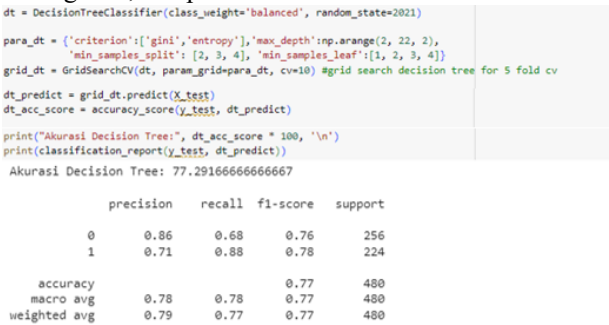 dt = DecisionTreeClassifier(class_weight='balanced', random_state=2021)
para_dt = {'criterion':['gini','entropy'],'max_depth':np.arange(2, 22, 2),
'min_samples_split': [2, 3, 4], 'min_samples_leaf':[1, 2, 3, 4]}
grid_dt = GridSearchCV(dt, param_grid=para_dt, cv=10) #grid search decision tree for 5 fold cv
dt_predict = grid_dt.predict(X_test)
dt_acc_score = accuracy_score(y_test, dt_predict)
print("Akurasi Decision Tree:", dt_acc_score * 100, '\n')
print(classification_report(y_test, dt_predict))
Akurasi Decision Tree: 77.29166666666667
precision recall f1-score support
0 0.86 0.68 0.76 256
1 0.71 0.88 0.78 224
accuracy 0.77 480
macro avg 0.78 0.78 0.77 480
weighted avg 0.79 0.77 0.77 480